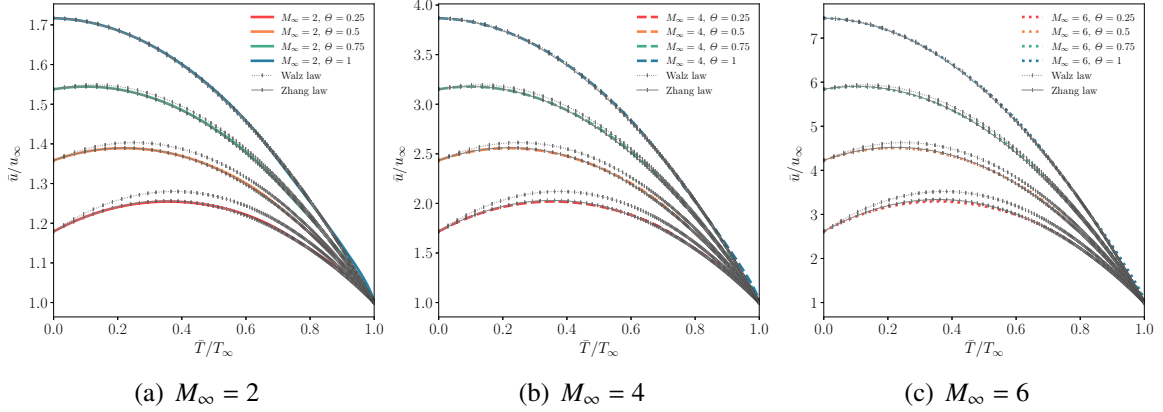 1.7
1.6
1.5
1.4
1.3
1.2
1.1
1.0
ū/u∞
0.0 0.2 0.4 0.6 0.8 1.0
T̄/T∞
M∞ = 2, Θ = 0.25
M∞ = 2, Θ = 0.5
M∞ = 2, Θ = 0.75
M∞ = 2, Θ = 1
Walz law
Zhang law
(a) M∞ = 2
4.0
3.5
3.0
2.5
2.0
1.5
1.0
ū/u∞
0.0 0.2 0.4 0.6 0.8 1.0
T̄/T∞
M∞ = 4, Θ = 0.25
M∞ = 4, Θ = 0.5
M∞ = 4, Θ = 0.75
M∞ = 4, Θ = 1
Walz law
Zhang law
(b) M∞ = 4
7
6
5
4
3
2
1
ū/u∞
0.0 0.2 0.4 0.6 0.8 1.0
T̄/T∞
M∞ = 6, Θ = 0.25
M∞ = 6, Θ = 0.5
M∞ = 6, Θ = 0.75
M∞ = 6, Θ = 1
Walz law
Zhang law
(c) M∞ = 6